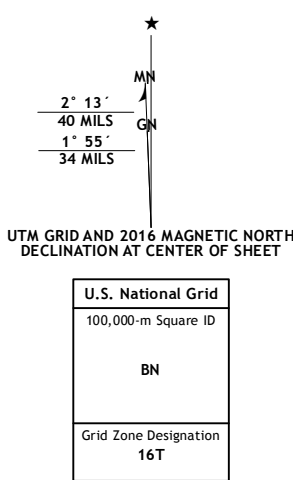 MN
2° 13´
40 MILS
GN
1° 55´
34 MILS
UTM GRID AND 2016 MAGNETIC NORTH
DECLINATION AT CENTER OF SHEET
U.S. National Grid
100,000-m Square ID
BN
Grid Zone Designation
16T